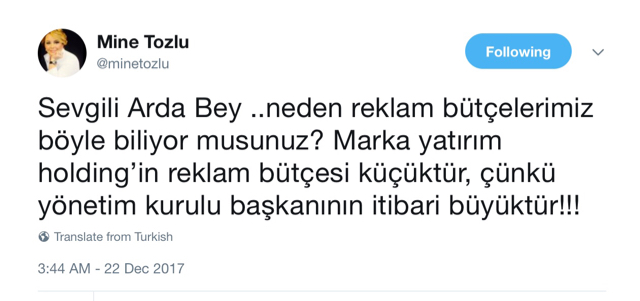 Mine Tozlu
@minetozlu
Following
Sevgili Arda Bey ..neden reklam bütçelerimiz
böyle biliyor musunuz? Marka yatırım
holding’in reklam bütçesi küçüktür, çünkü
yönetim kurulu başkanının itibari büyüktür!!!
Translate from Turkish
3:44 AM - 22 Dec 2017